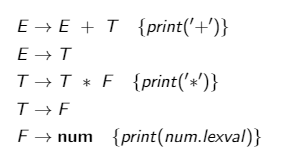 E → E + T {print('+')}
E → T
T → T * F {print('*')}
T → F
F → num {print(num.lexval)}